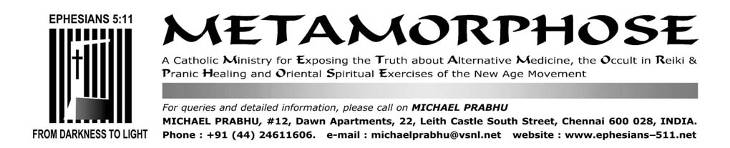 EPHESIANS 5:11
FROM DARKNESS TO LIGHT
METAMORPHOSE
A Catholic Ministry for Exposing the Truth about Alternative Medicine, the Occult in Reiki &
Pranic Healing and Oriental Spiritual Exercises of the New Age Movement
For queries and detailed information, please call on MICHAEL PRABHU
MICHAEL PRABHU, #12, Dawn Apartments, 22, Leith Castle South Street, Chennai 600 028, INDIA.
Phone : +91 (44) 24611606. e-mail : michaelprabhu@vsnl.net website : www.ephesians-511.net